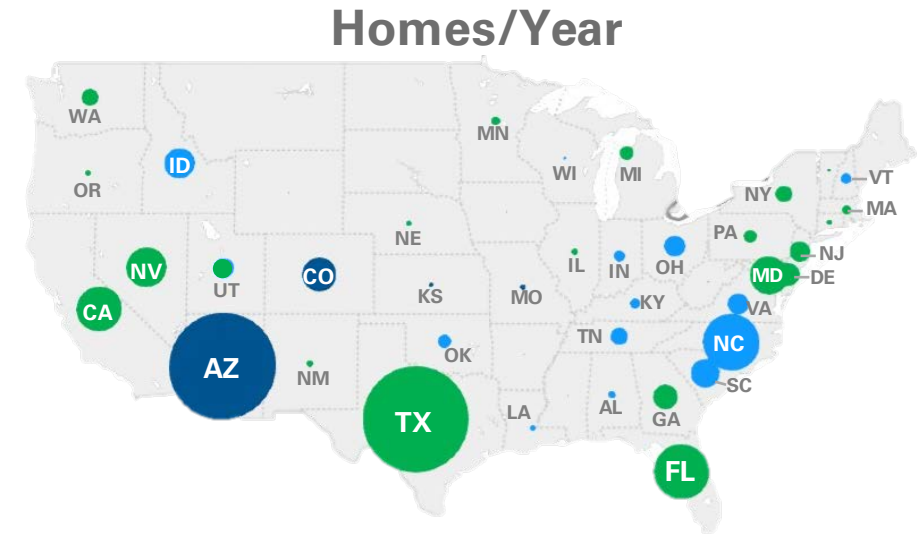 Homes/Year
WA
MN
ID
WI
MI
OR
VT
NY
MA
NE
PA
NV
UT
CO
IL
IN
OH
NJ
MD
DE
CA
KS
MO
KY
VA
TN
NC
OK
AZ
NM
SC
LA
AL
GA
TX
FL